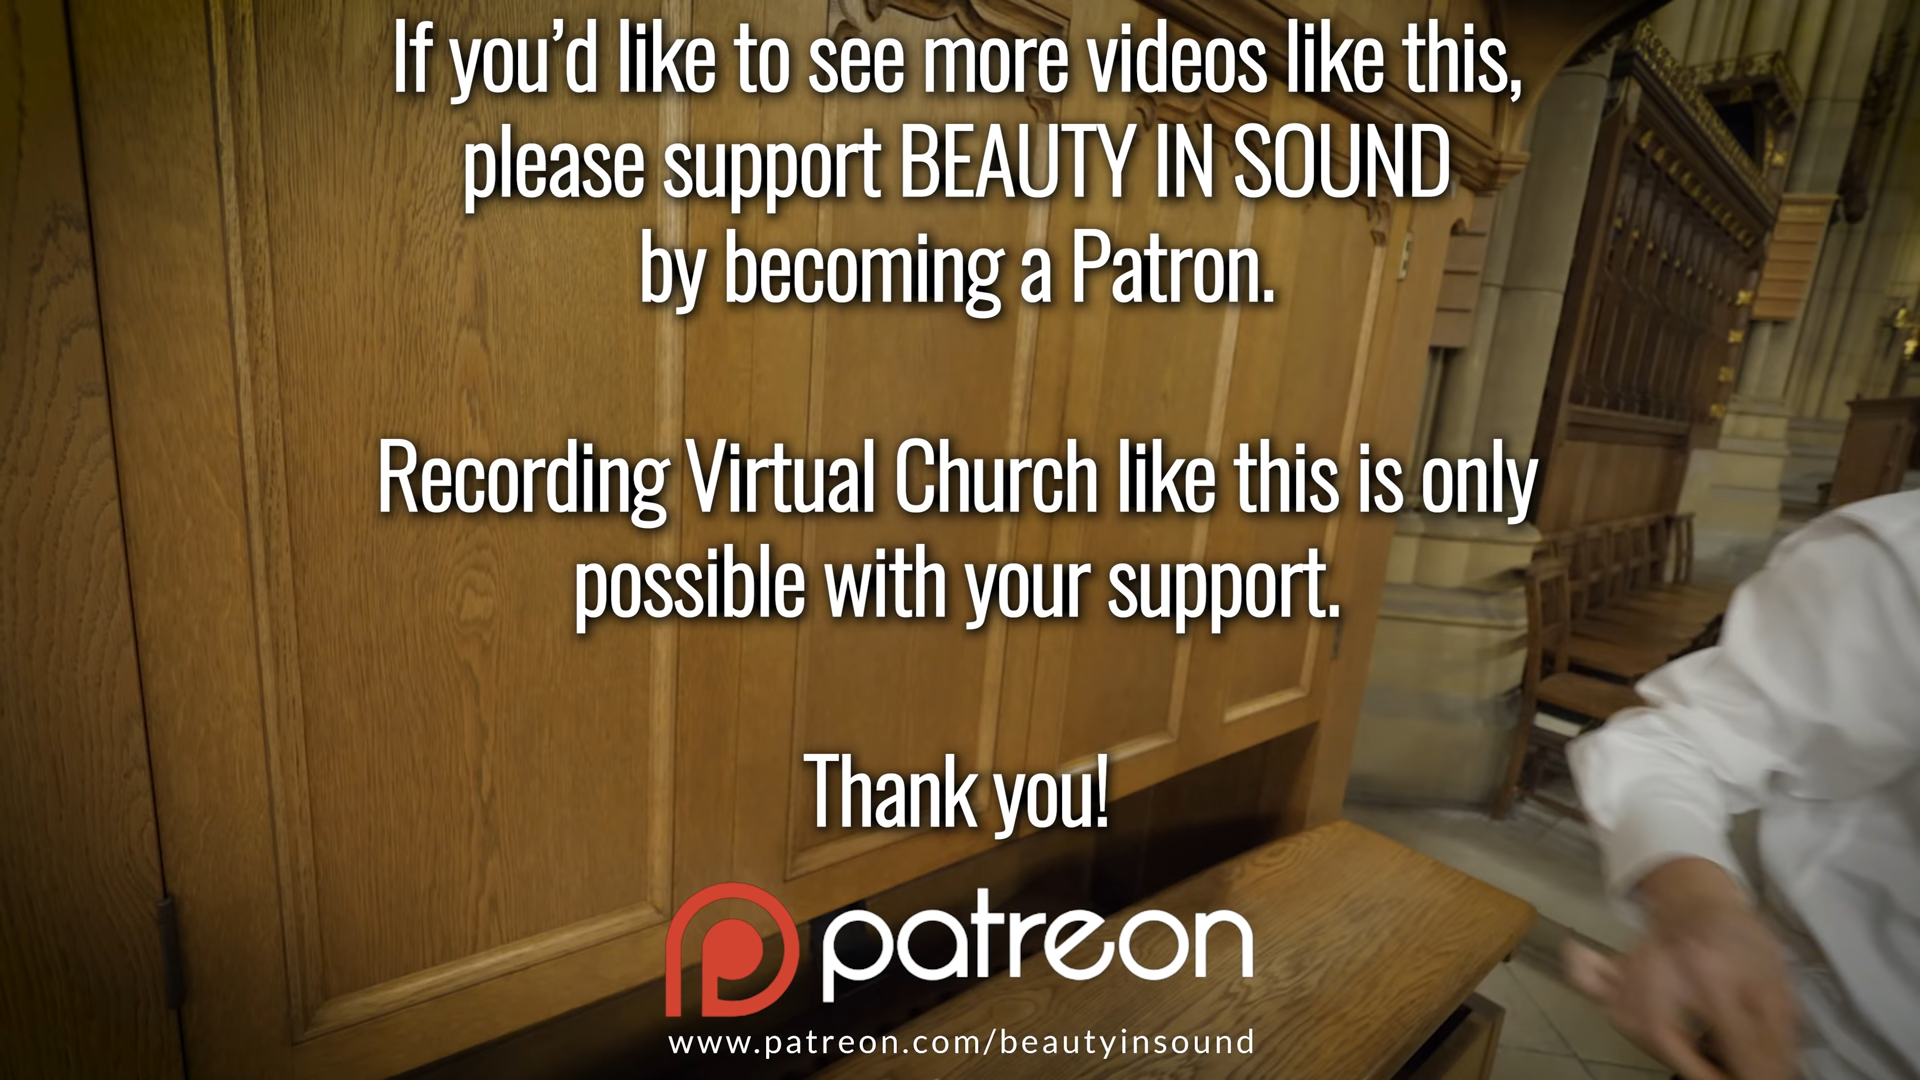 If you’d like to see more videos like this,
please support BEAUTY IN SOUND
by becoming a Patron.
Recording Virtual Church like this is only
possible with your support.
Thank you!
patreon
www.patreon.com/beautyinsound